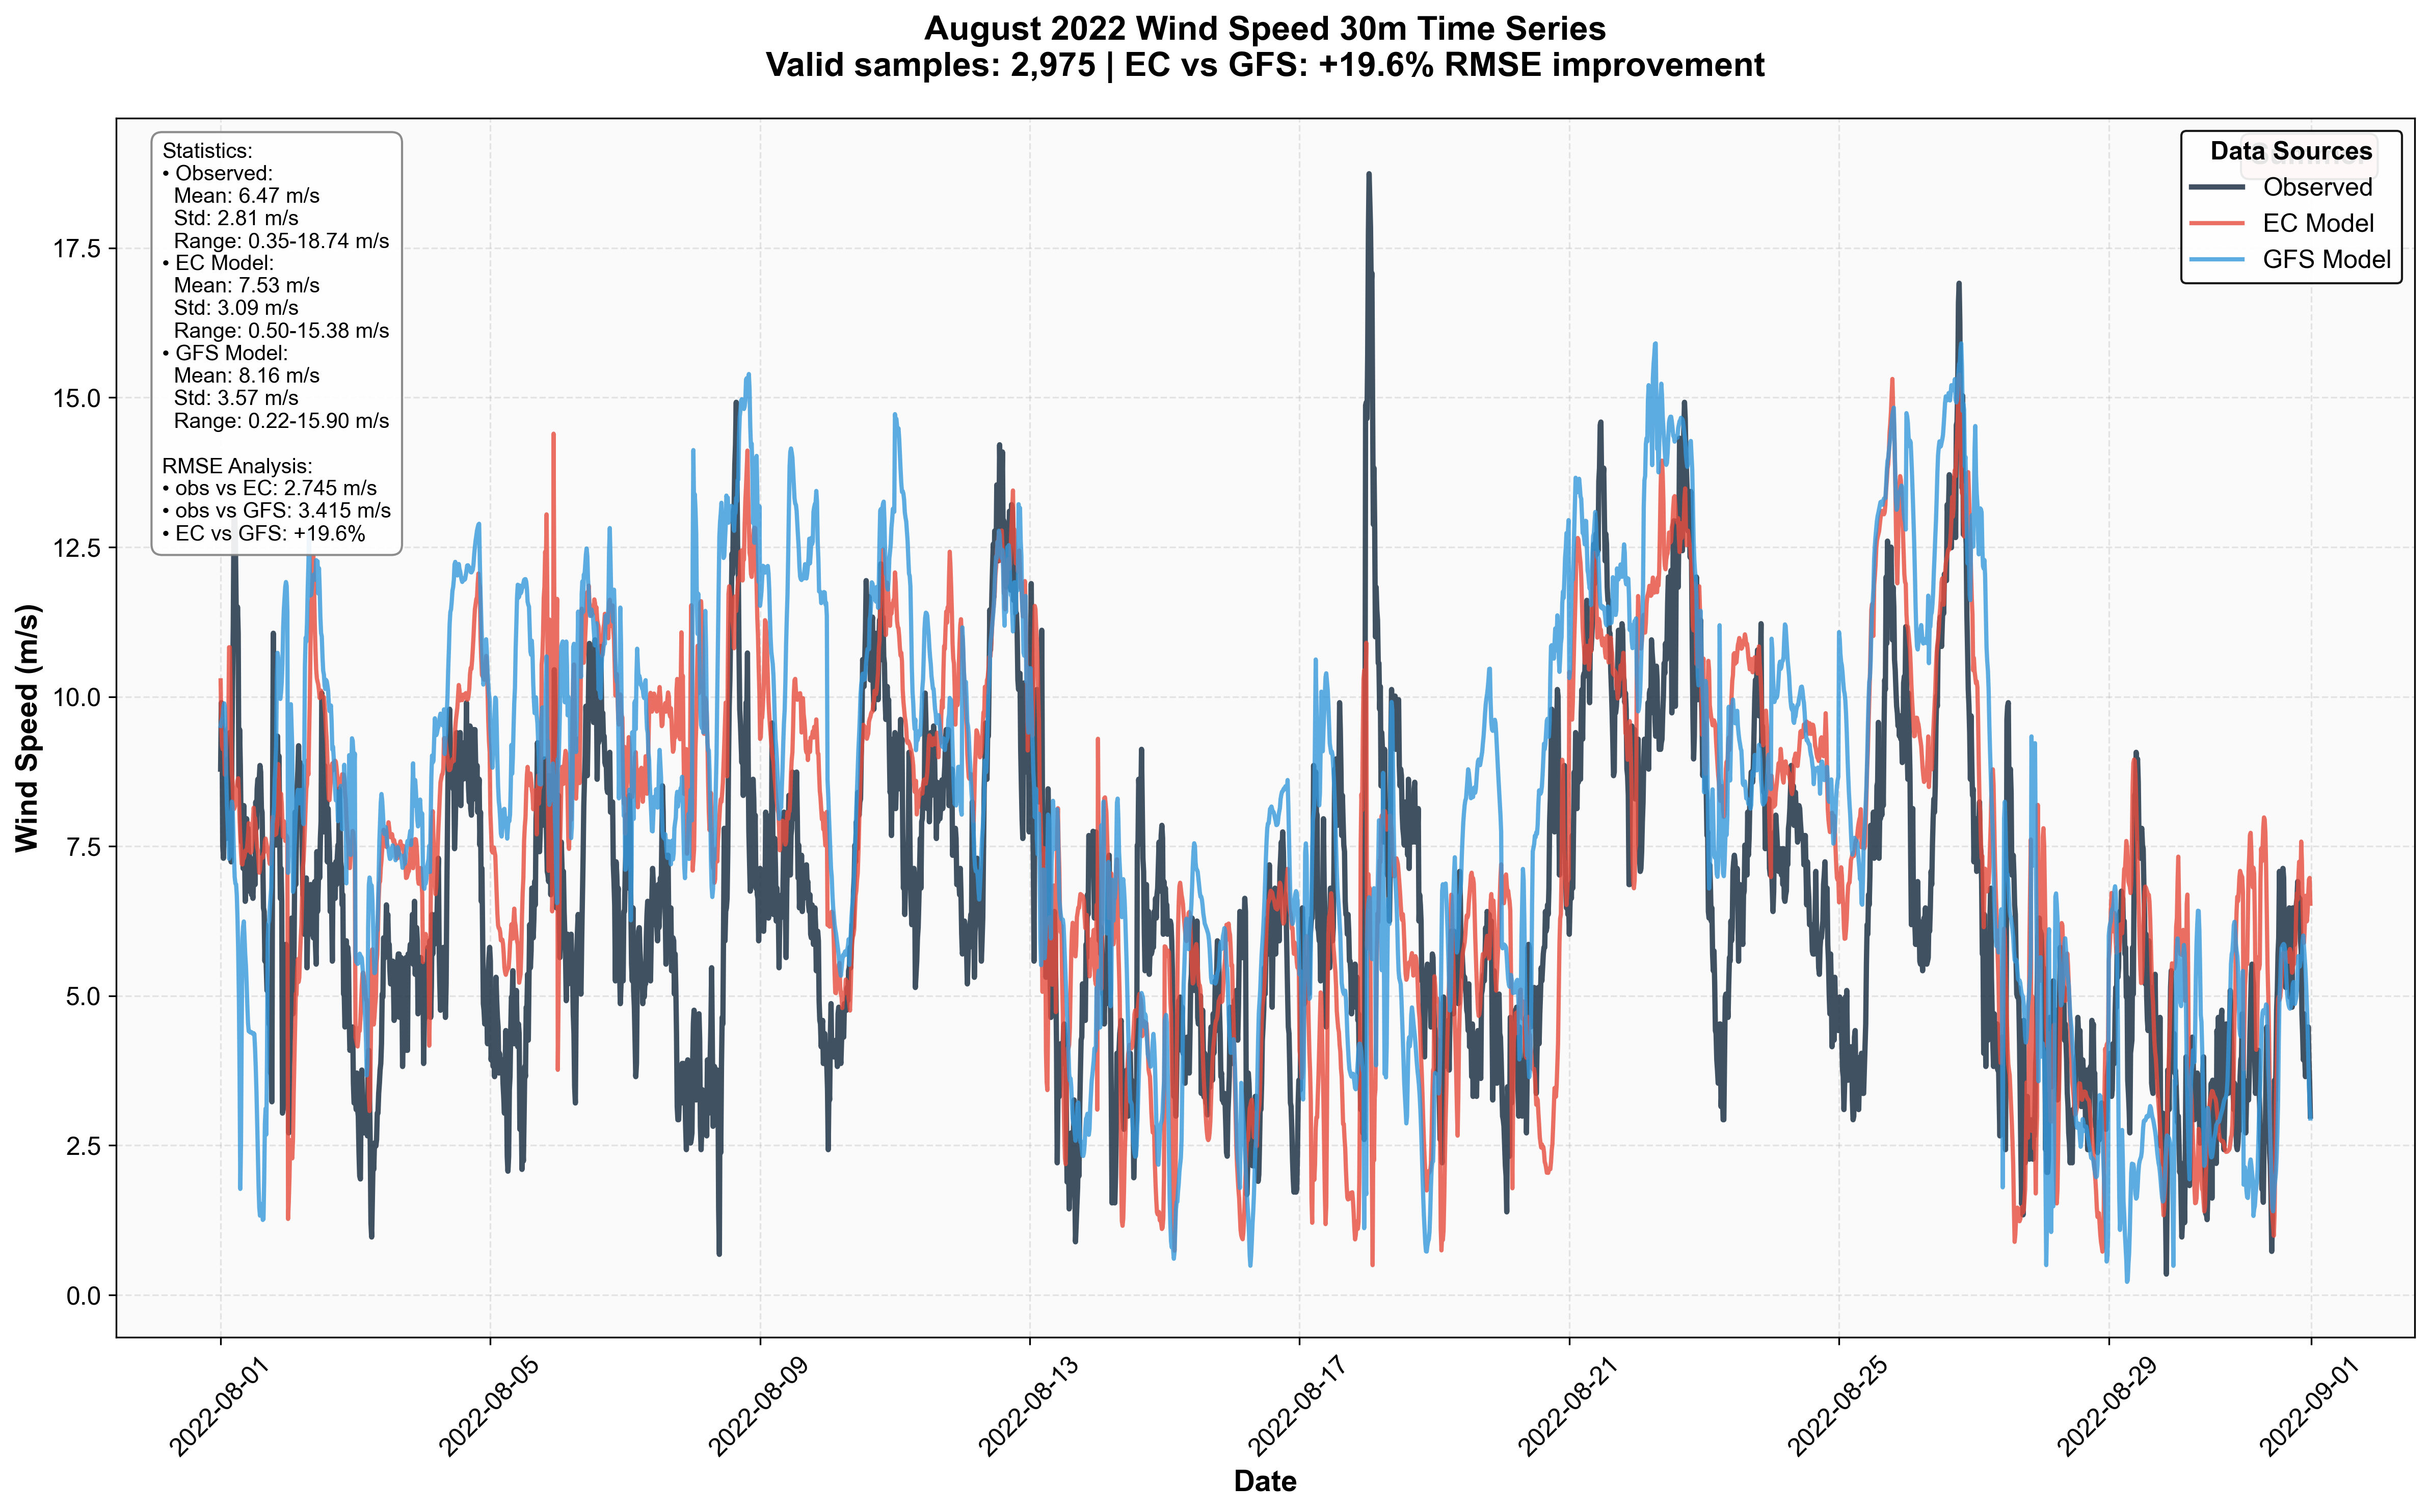 August 2022 Wind Speed 30m Time Series
Valid samples: 2,975 | EC vs GFS: +19.6% RMSE improvement
Statistics:
• Observed:
Mean: 6.47 m/s
Std: 2.81 m/s
Range: 0.35-18.74 m/s
• EC Model:
Mean: 7.53 m/s
Std: 3.09 m/s
Range: 0.50-15.38 m/s
• GFS Model:
Mean: 8.16 m/s
Std: 3.57 m/s
Range: 0.22-15.90 m/s
RMSE Analysis:
• obs vs EC: 2.745 m/s
• obs vs GFS: 3.415 m/s
• EC vs GFS: +19.6%
Data Sources
Observed
EC Model
GFS Model
Wind Speed (m/s)
17.5
15.0
12.5
10.0
7.5
5.0
2.5
0.0
2022-08-01
2022-08-05
2022-08-09
2022-08-13
2022-08-17
2022-08-21
2022-08-25
2022-08-29
2022-09-01
Date